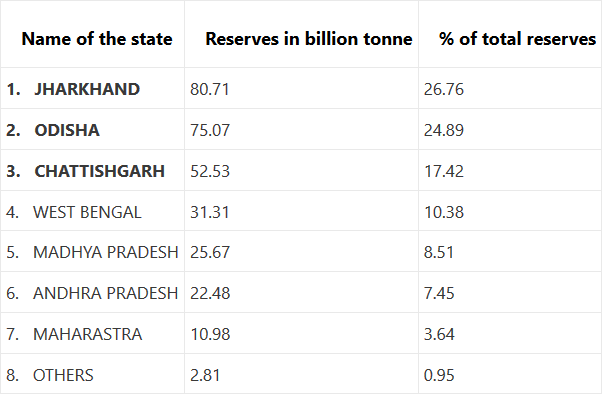 Name of the state Reserves in billion tonne % of total reserves
1. JHARKHAND 80.71 26.76
2. ODISHA 75.07 24.89
3. CHATTISHGARH 52.53 17.42
4. WEST BENGAL 31.31 10.38
5. MADHYA PRADESH 25.67 8.51
6. ANDHRA PRADESH 22.48 7.45
7. MAHARASTRA 10.98 3.64
8. OTHERS 2.81 0.95